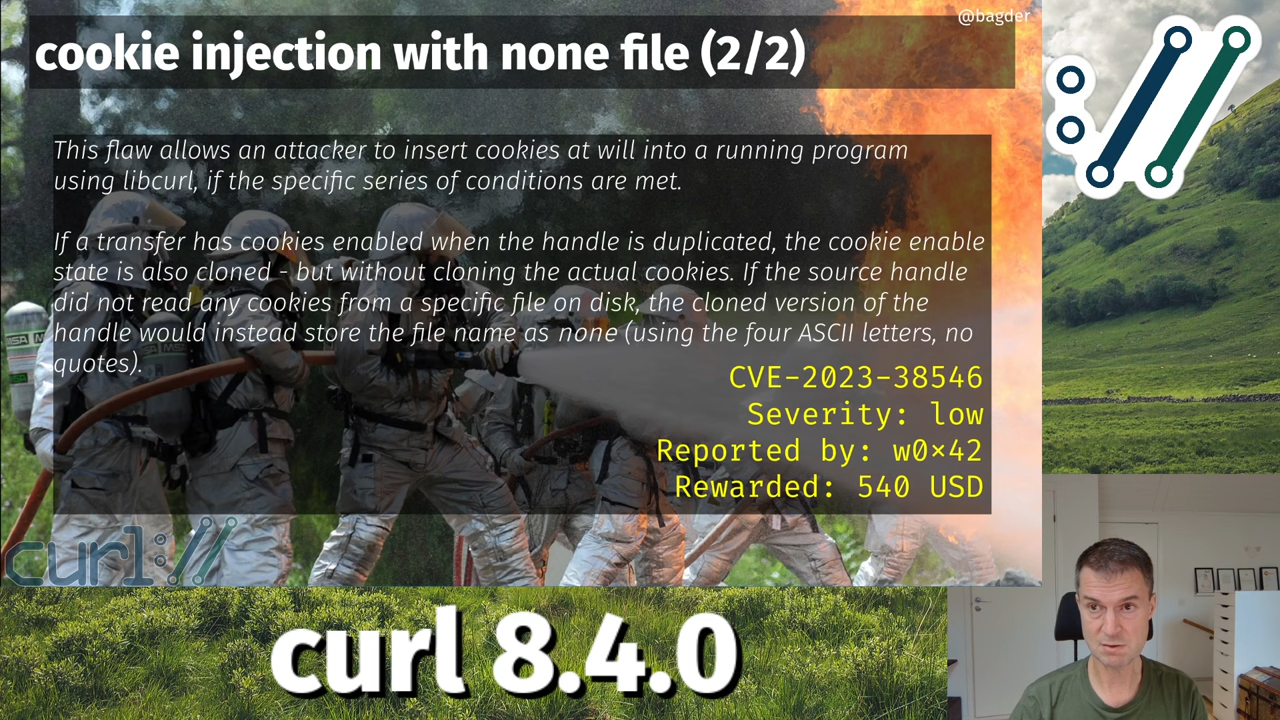 @bagder
cookie injection with none file (2/2)
This flaw allows an attacker to insert cookies at will into a running program
using libcurl, if the specific series of conditions are met.
If a transfer has cookies enabled when the handle is duplicated, the cookie enable
state is also cloned - but without cloning the actual cookies. If the source handle
did not read any cookies from a specific file on disk, the cloned version of the
handle would instead store the file name as none (using the four ASCII letters, no
quotes).
CVE-2023-38546
Severity: low
Reported by: w0x42
Rewarded: 540 USD
curl://
curl 8.4.0